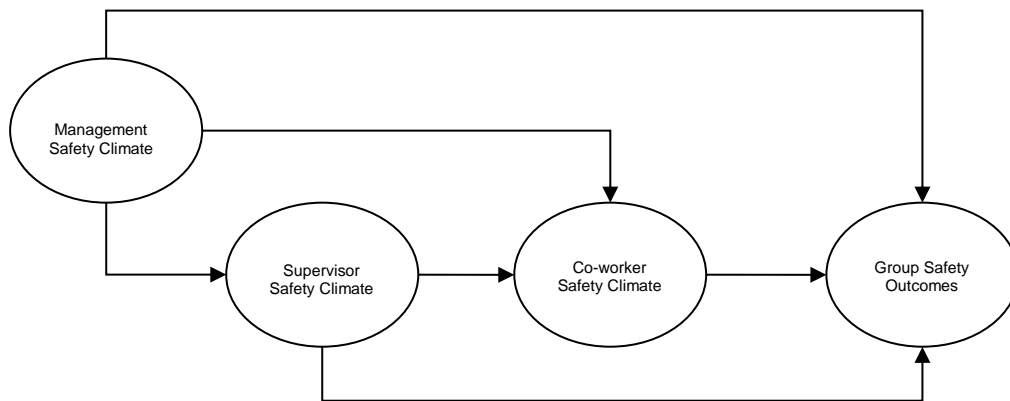 Management
Safety Climate
Supervisor
Safety Climate
Co-worker
Safety Climate
Group Safety
Outcomes